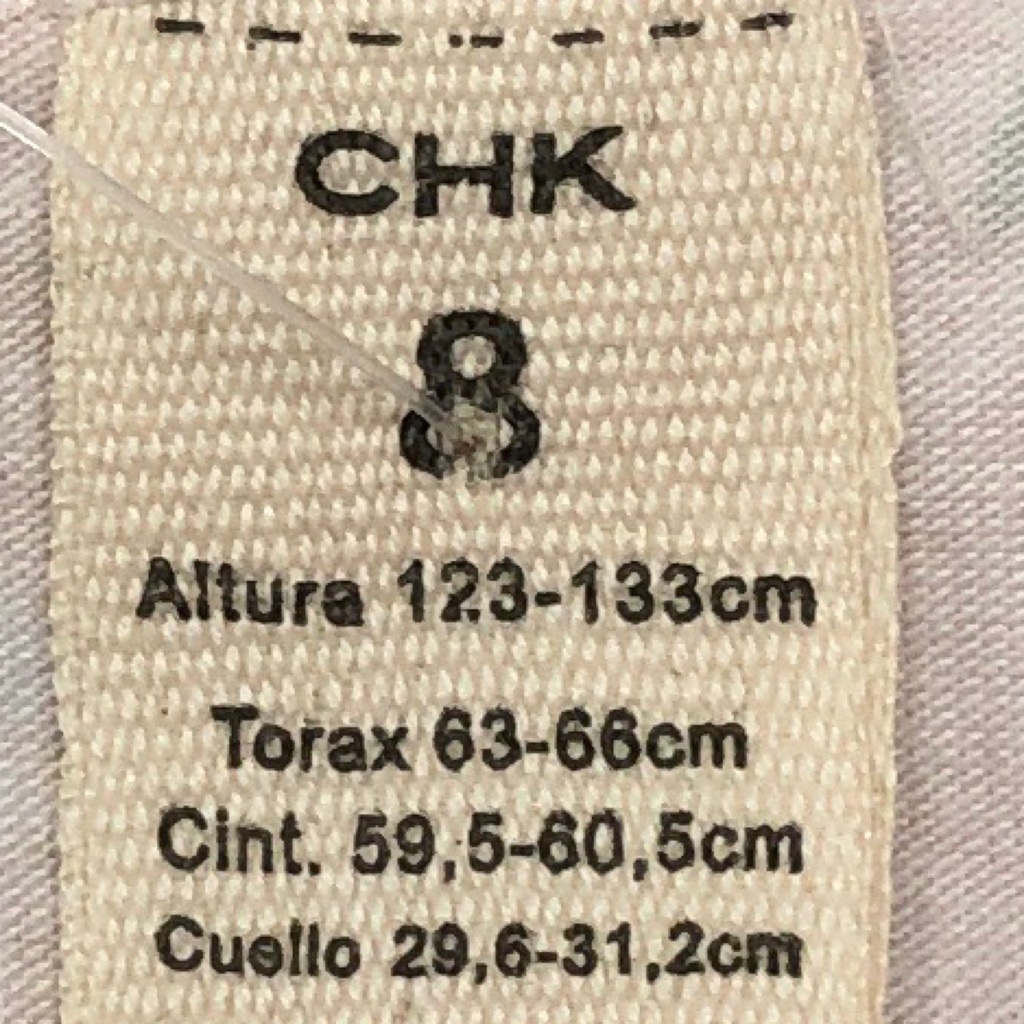 CHK
8
Altura 123-133cm
Torax 63-66cm
Cint. 59,5-60,5cm
Cuello 29,6-31,2cm